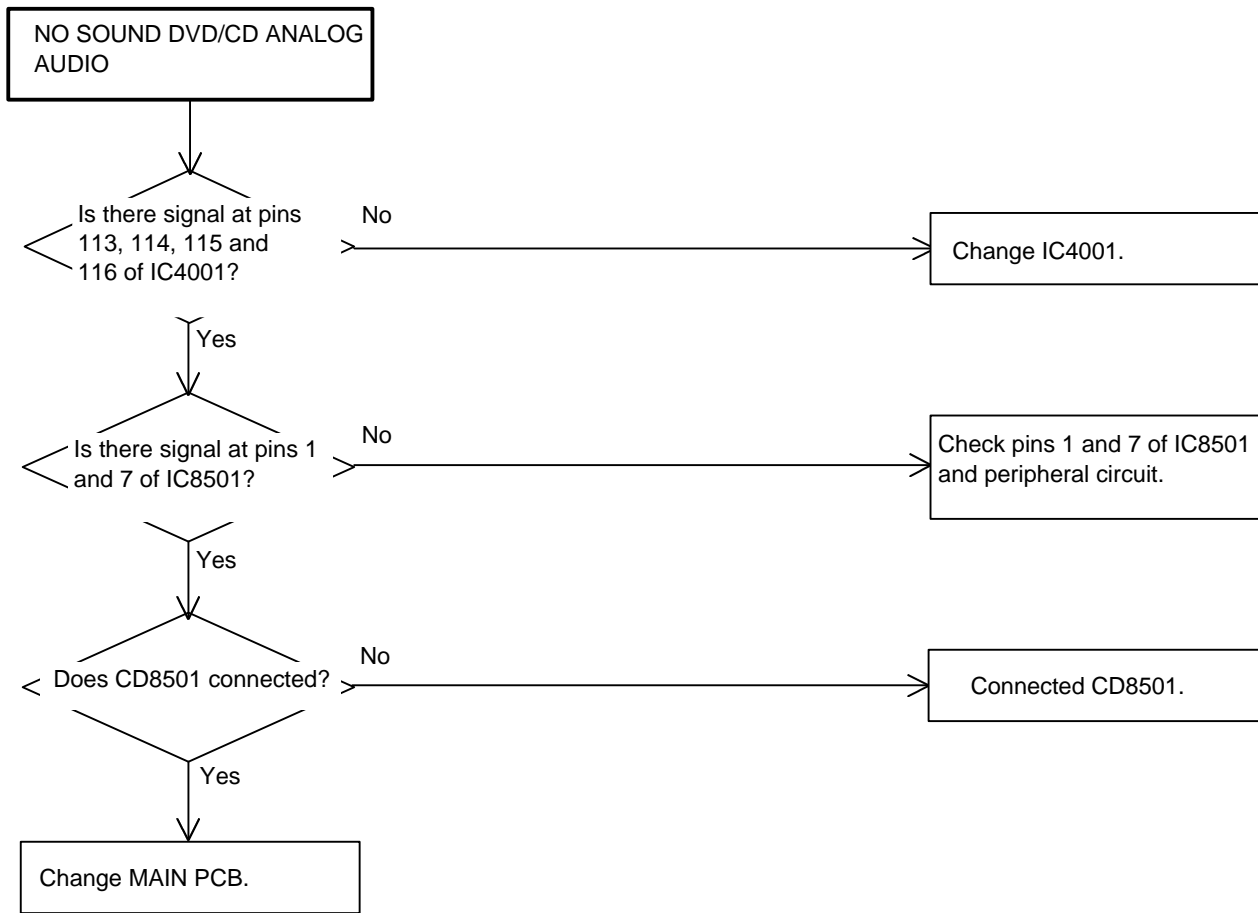 NO SOUND DVD/CD ANALOG
AUDIO
Is there signal at pins
113, 114, 115 and
116 of IC4001?
No
Change IC4001.
Yes
Is there signal at pins 1
and 7 of IC8501?
No
Check pins 1 and 7 of IC8501
and peripheral circuit.
Yes
Does CD8501 connected?
No
Connected CD8501.
Yes
Change MAIN PCB.